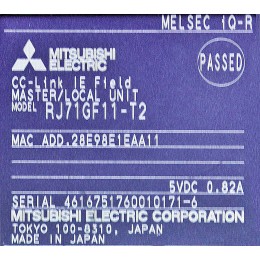 MELSEC iQ-R
MITSUBISHI
ELECTRIC
PASSED
CC-Link IE Field
MASTER/LOCAL UNIT
MODEL RJ71GF11-T2
MAC ADD.28E98E1EAA11
5VDC 0.82A
SERIAL 4616751760010171-6
MITSUBISHI ELECTRIC CORPORATION
TOKYO 100-8310, JAPAN
MADE IN JAPAN